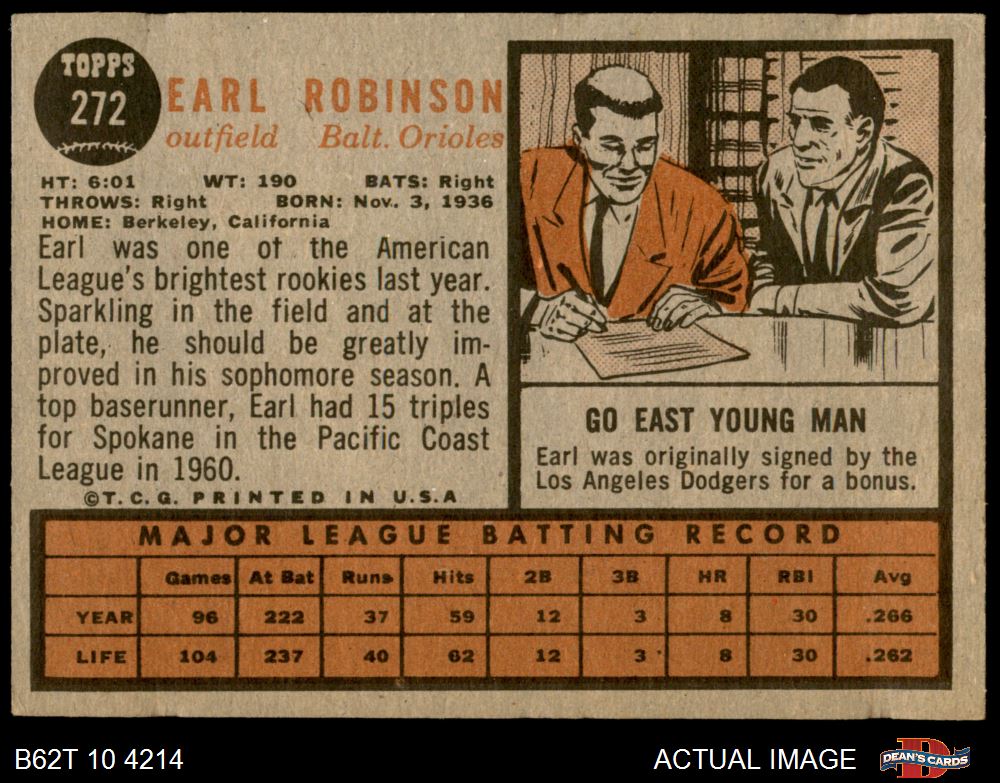 TOPPS
272
EARL ROBINSON
outfield Balt. Orioles
HT: 6:01 WT: 190 BATS: Right
THROWS: Right BORN: Nov. 3, 1936
HOME: Berkeley, California
Earl was one of the American
League's brightest rookies last year.
Sparkling in the field and at the
plate, he should be greatly im-
proved in his sophomore season. A
top baserunner, Earl had 15 triples
for Spokane in the Pacific Coast
League in 1960.
©T.C.G. PRINTED IN U.S.A
GO EAST YOUNG MAN
Earl was originally signed by the
Los Angeles Dodgers for a bonus.
MAJOR LEAGUE BATTING RECORD
Games At Bat Runs Hits 2B 3B HR RBI Avg
YEAR 96 222 37 59 12 3 8 30 .266
LIFE 104 237 40 62 12 3 8 30 .262
B62T 10 4214 ACTUAL IMAGE DEAN'S CARDS